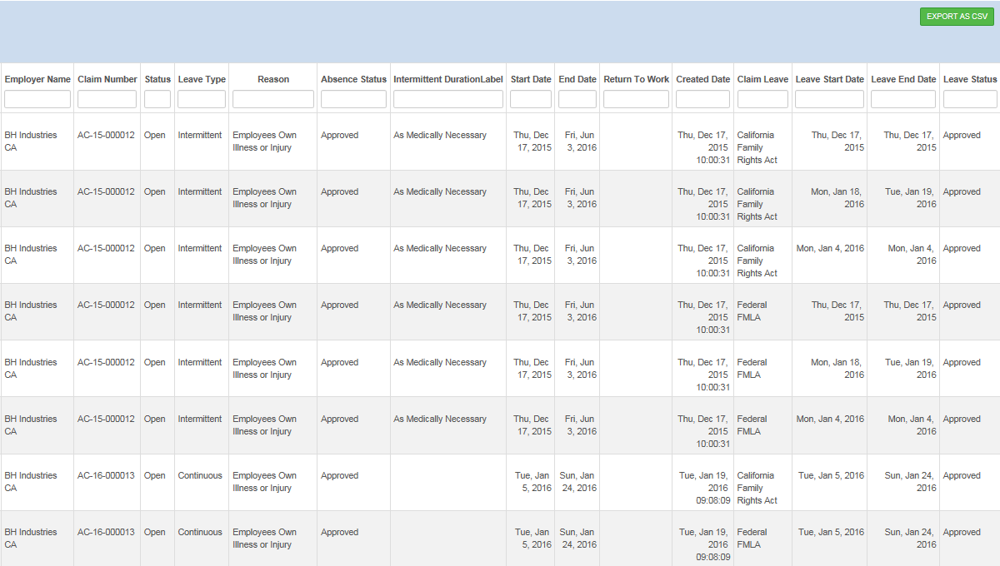 EXPORT AS CSV
Employer Name Claim Number Status Leave Type Reason Absence Status Intermittent DurationLabel Start Date End Date Return To Work Created Date Claim Leave Leave Start Date Leave End Date Leave Status
BH Industries AC-15-000012 Open Intermittent Employees Own Approved As Medically Necessary Thu, Dec Fri, Jun Thu, Dec 17, California Thu, Dec 17, Thu, Dec 17, Approved
CA Illness or Injury 17, 2015 3, 2016 2015 Family 2015 2015
10:00:31 Rights Act
BH Industries AC-15-000012 Open Intermittent Employees Own Approved As Medically Necessary Thu, Dec Fri, Jun Thu, Dec 17, California Mon, Jan 18, Tue, Jan 19, Approved
CA Illness or Injury 17, 2015 3, 2016 2015 Family 2016 2016
10:00:31 Rights Act
BH Industries AC-15-000012 Open Intermittent Employees Own Approved As Medically Necessary Thu, Dec Fri, Jun Thu, Dec 17, California Mon, Jan 4, 2016 Mon, Jan 4, Approved
CA Illness or Injury 17, 2015 3, 2016 2015 Family 2016
10:00:31 Rights Act
BH Industries AC-15-000012 Open Intermittent Employees Own Approved As Medically Necessary Thu, Dec Fri, Jun Thu, Dec 17, Federal Thu, Dec 17, Thu, Dec 17, Approved
CA Illness or Injury 17, 2015 3, 2016 2015 FMLA 2015 2015
10:00:31
BH Industries AC-15-000012 Open Intermittent Employees Own Approved As Medically Necessary Thu, Dec Fri, Jun Thu, Dec 17, Federal Mon, Jan 18, Tue, Jan 19, Approved
CA Illness or Injury 17, 2015 3, 2016 2015 FMLA 2016 2016
10:00:31
BH Industries AC-15-000012 Open Intermittent Employees Own Approved As Medically Necessary Thu, Dec Fri, Jun Thu, Dec 17, Federal Mon, Jan 4, 2016 Mon, Jan 4, Approved
CA Illness or Injury 17, 2015 3, 2016 2015 FMLA 2016
10:00:31
BH Industries AC-16-000013 Open Continuous Employees Own Approved Tue, Jan Sun, Jan Tue, Jan 19, California Tue, Jan 5, 2016 Sun, Jan 24, Approved
CA Illness or Injury 5, 2016 24, 2016 2016 Family 2016
09:08:09 Rights Act
BH Industries AC-16-000013 Open Continuous Employees Own Approved Tue, Jan Sun, Jan Tue, Jan 19, Federal Tue, Jan 5, 2016 Sun, Jan 24, Approved
CA Illness or Injury 5, 2016 24, 2016 2016 FMLA 2016
09:08:09